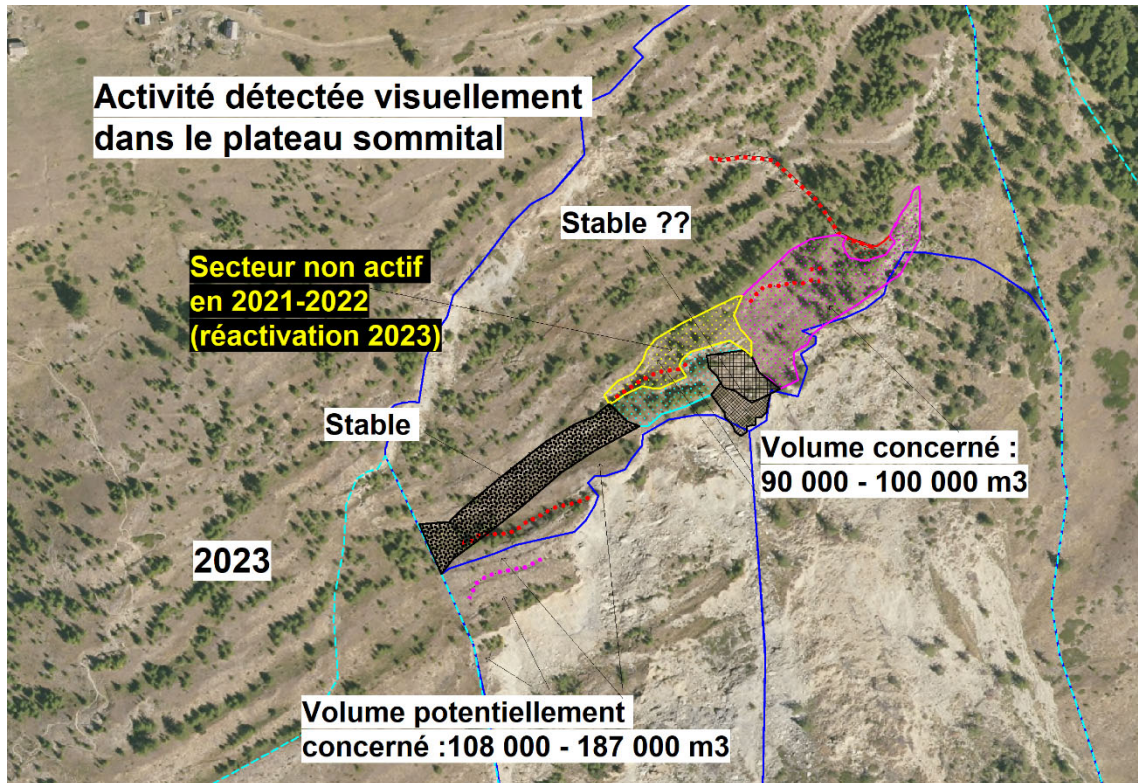 Activité détectée visuellement
dans le plateau sommital
Stable ??
Secteur non actif
en 2021-2022
(réactivation 2023)
Stable
Volume concerné :
90 000 - 100 000 m3
2023
Volume potentiellement
concerné :108 000 - 187 000 m3